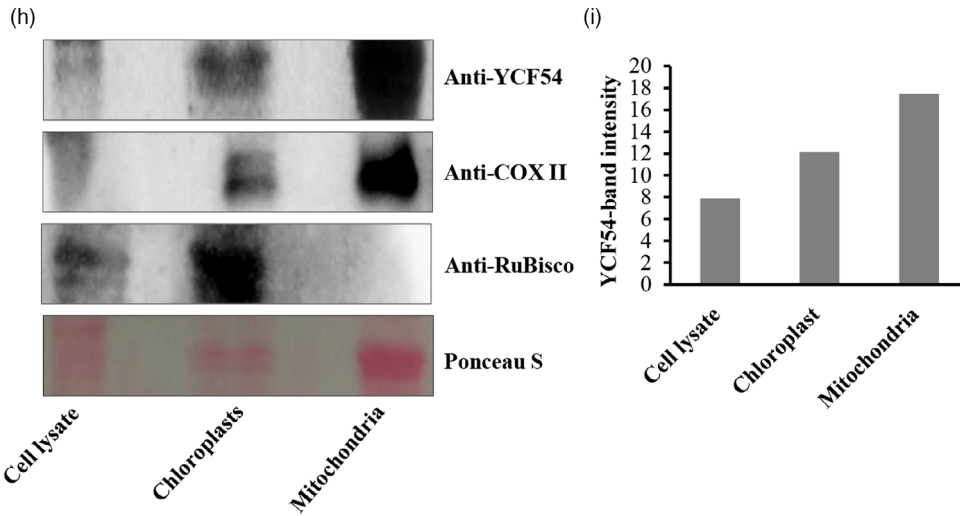 (h)
Anti-YCF54
Anti-COX II
Anti-RuBisco
Ponceau S
Cell lysate
Chloroplasts
Mitochondria
(i)
YCF54-band intensity
20
18
16
14
12
10
8
6
4
2
0
Cell lysate
Chloroplast
Mitochondria